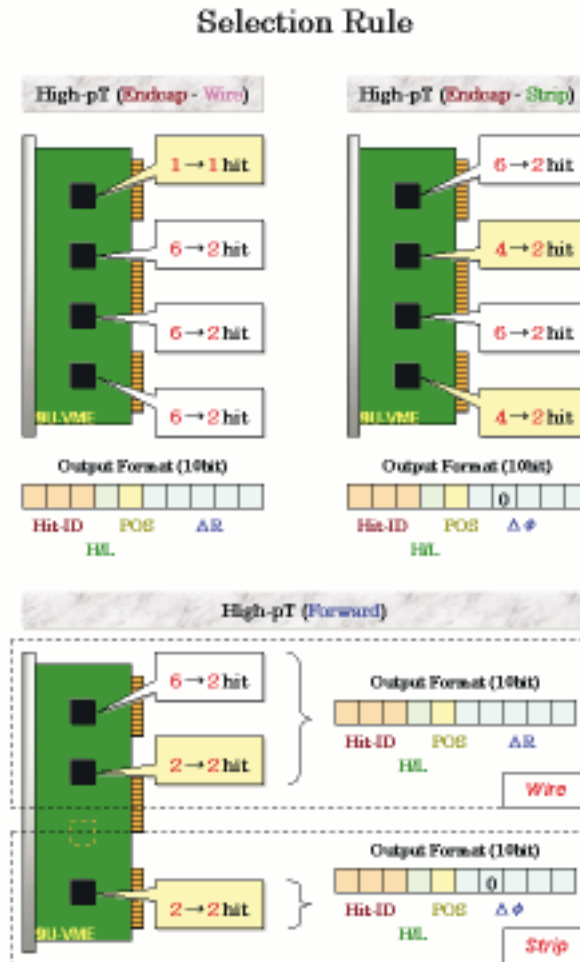 Selection Rule
High-pT (Endcap - Wire)
1→1 hit
6→2 hit
6→2 hit
6→2 hit
9U-VME
Output Format (10bit)
Hit-ID POS ΔR
H/L
High-pT (Endcap - Strip)
6→2 hit
4→2 hit
6→2 hit
4→2 hit
9U-VME
Output Format (10bit)
0
Hit-ID POS Δϕ
H/L
High-pT (Forward)
6→2 hit
2→2 hit
Output Format (10bit)
Hit-ID POS ΔR
H/L
Wire
2→2 hit
9U-VME
Output Format (10bit)
0
Hit-ID POS Δϕ
H/L
Strip